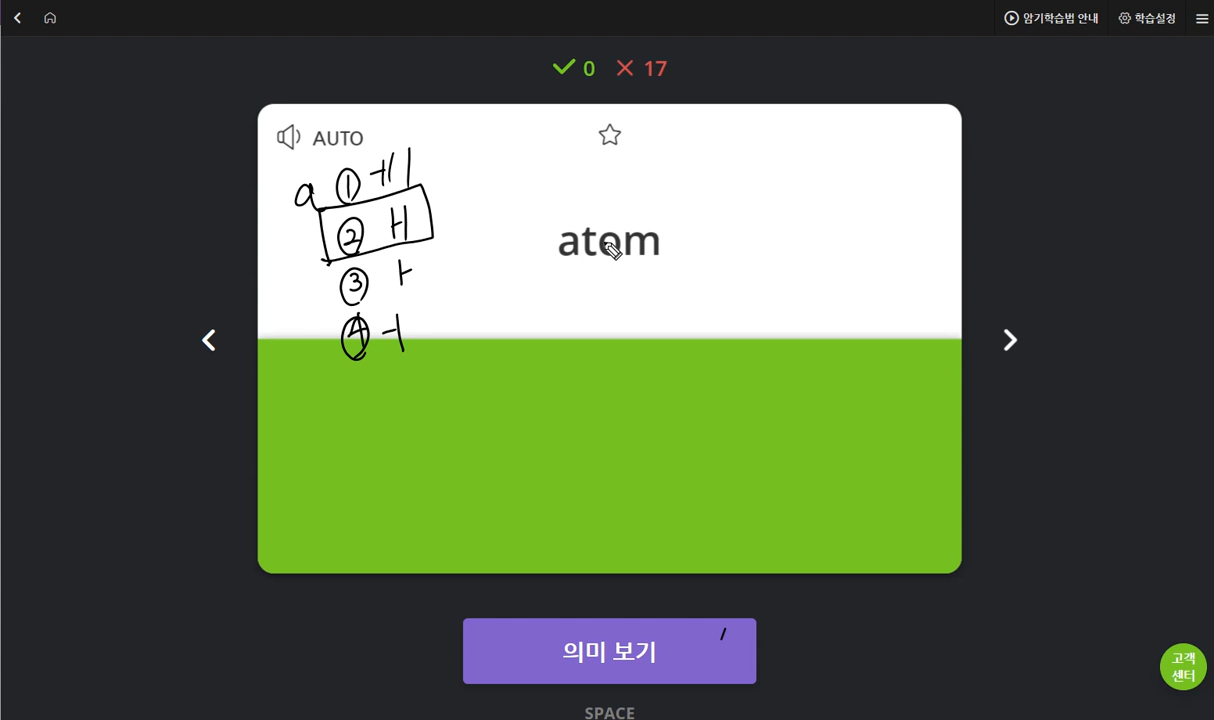 암기학습법 안내 학습설정
0 17
AUTO
a ① ㅔ
② ㅐ
③ ㅏ
④ ㅓ
atom
의미 보기
고객
센터
SPACE